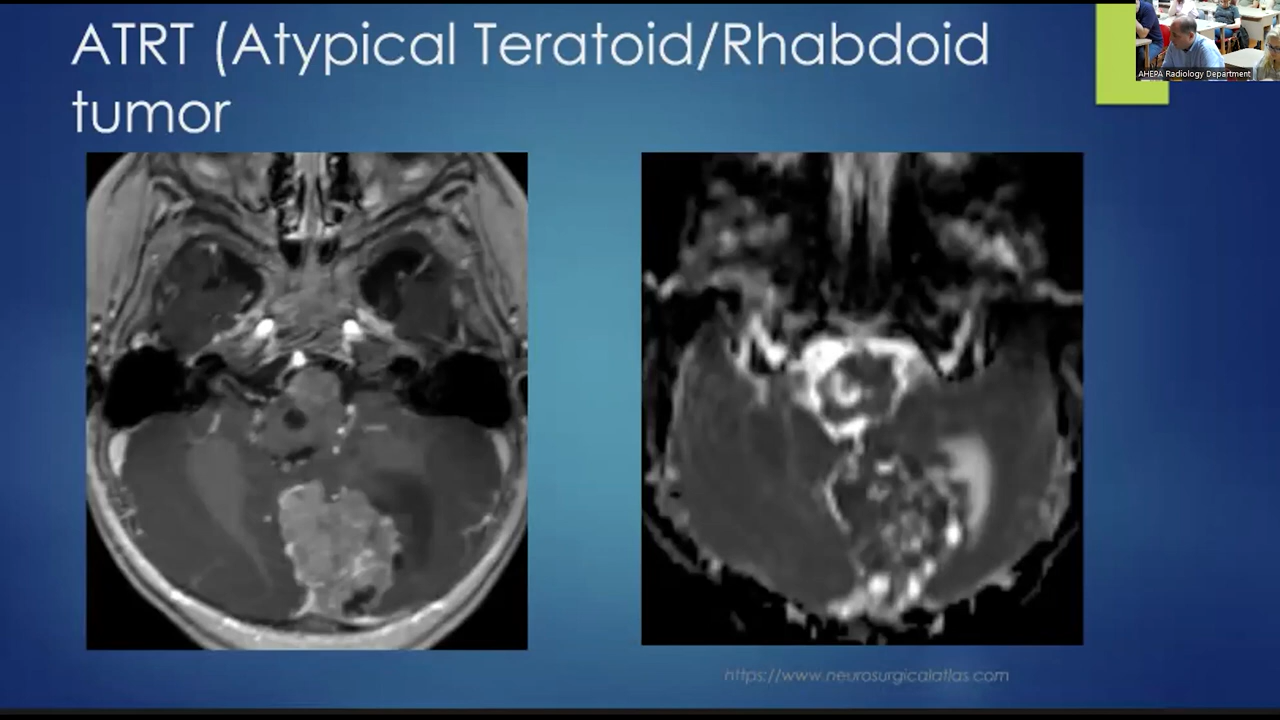 ATRT (Atypical Teratoid/Rhabdoid
tumor
AHEPA Radiology Department
https://www.neurosurgicalatlas.com